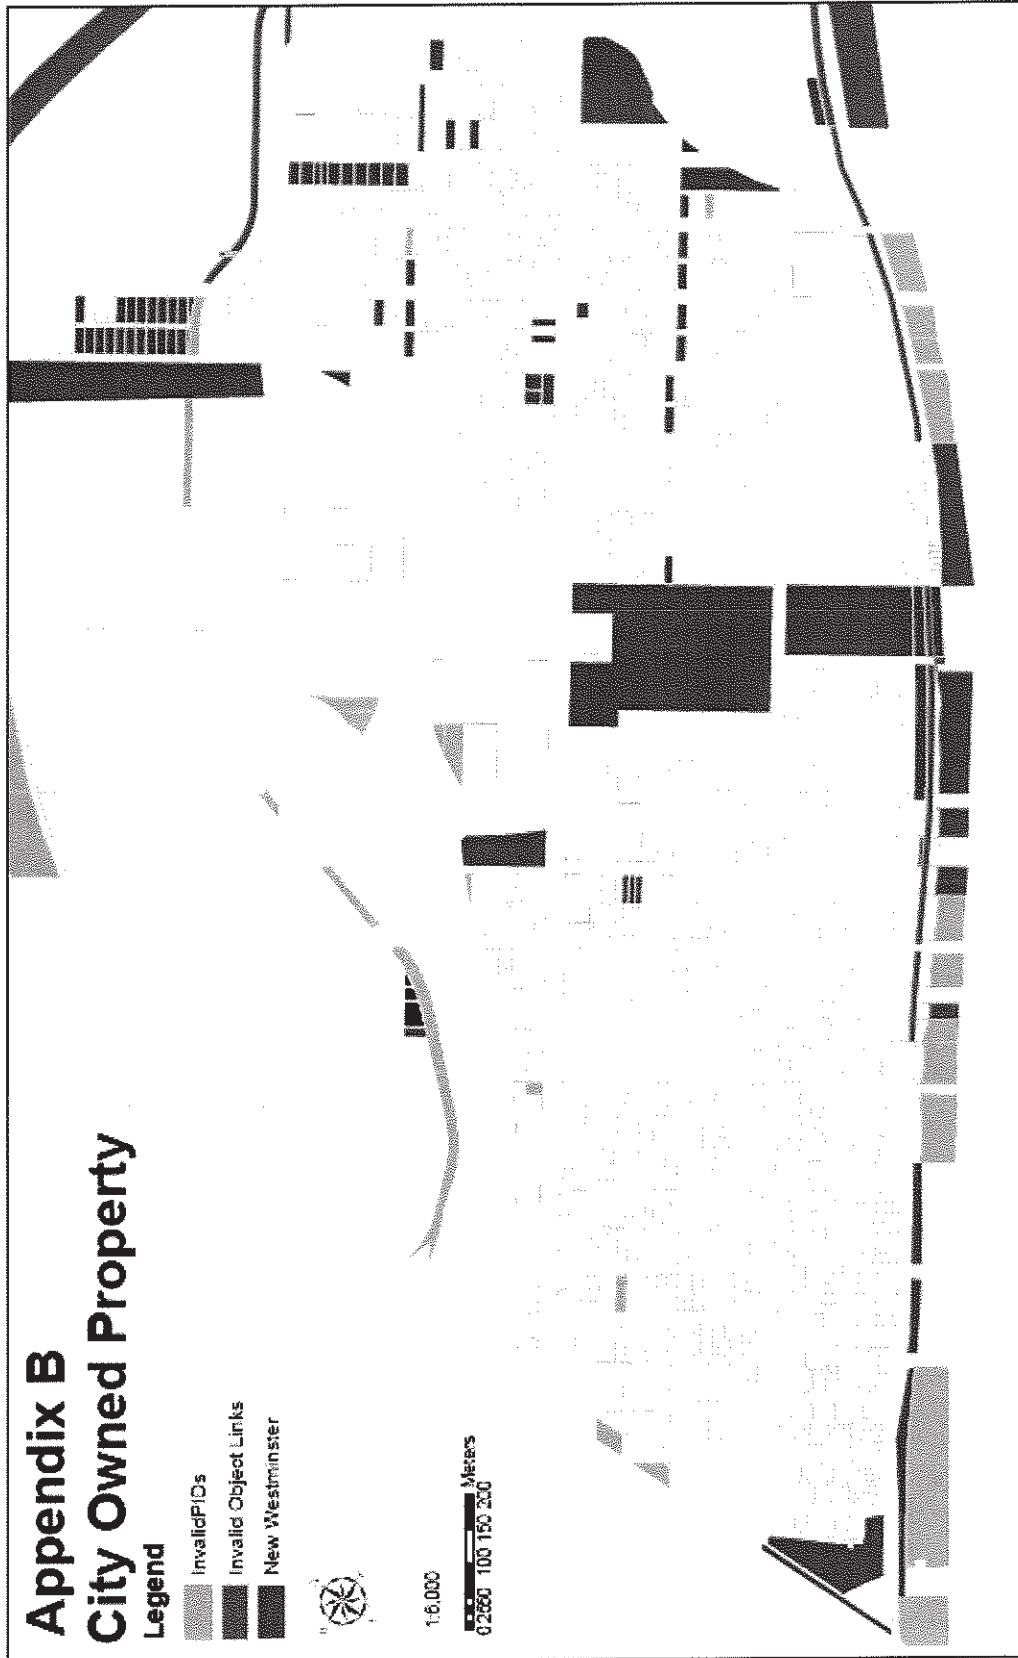 Appendix B
City Owned Property
Legend
InvalidPIDs
Invalid Object Links
New Westminster
1:6,000
Meters